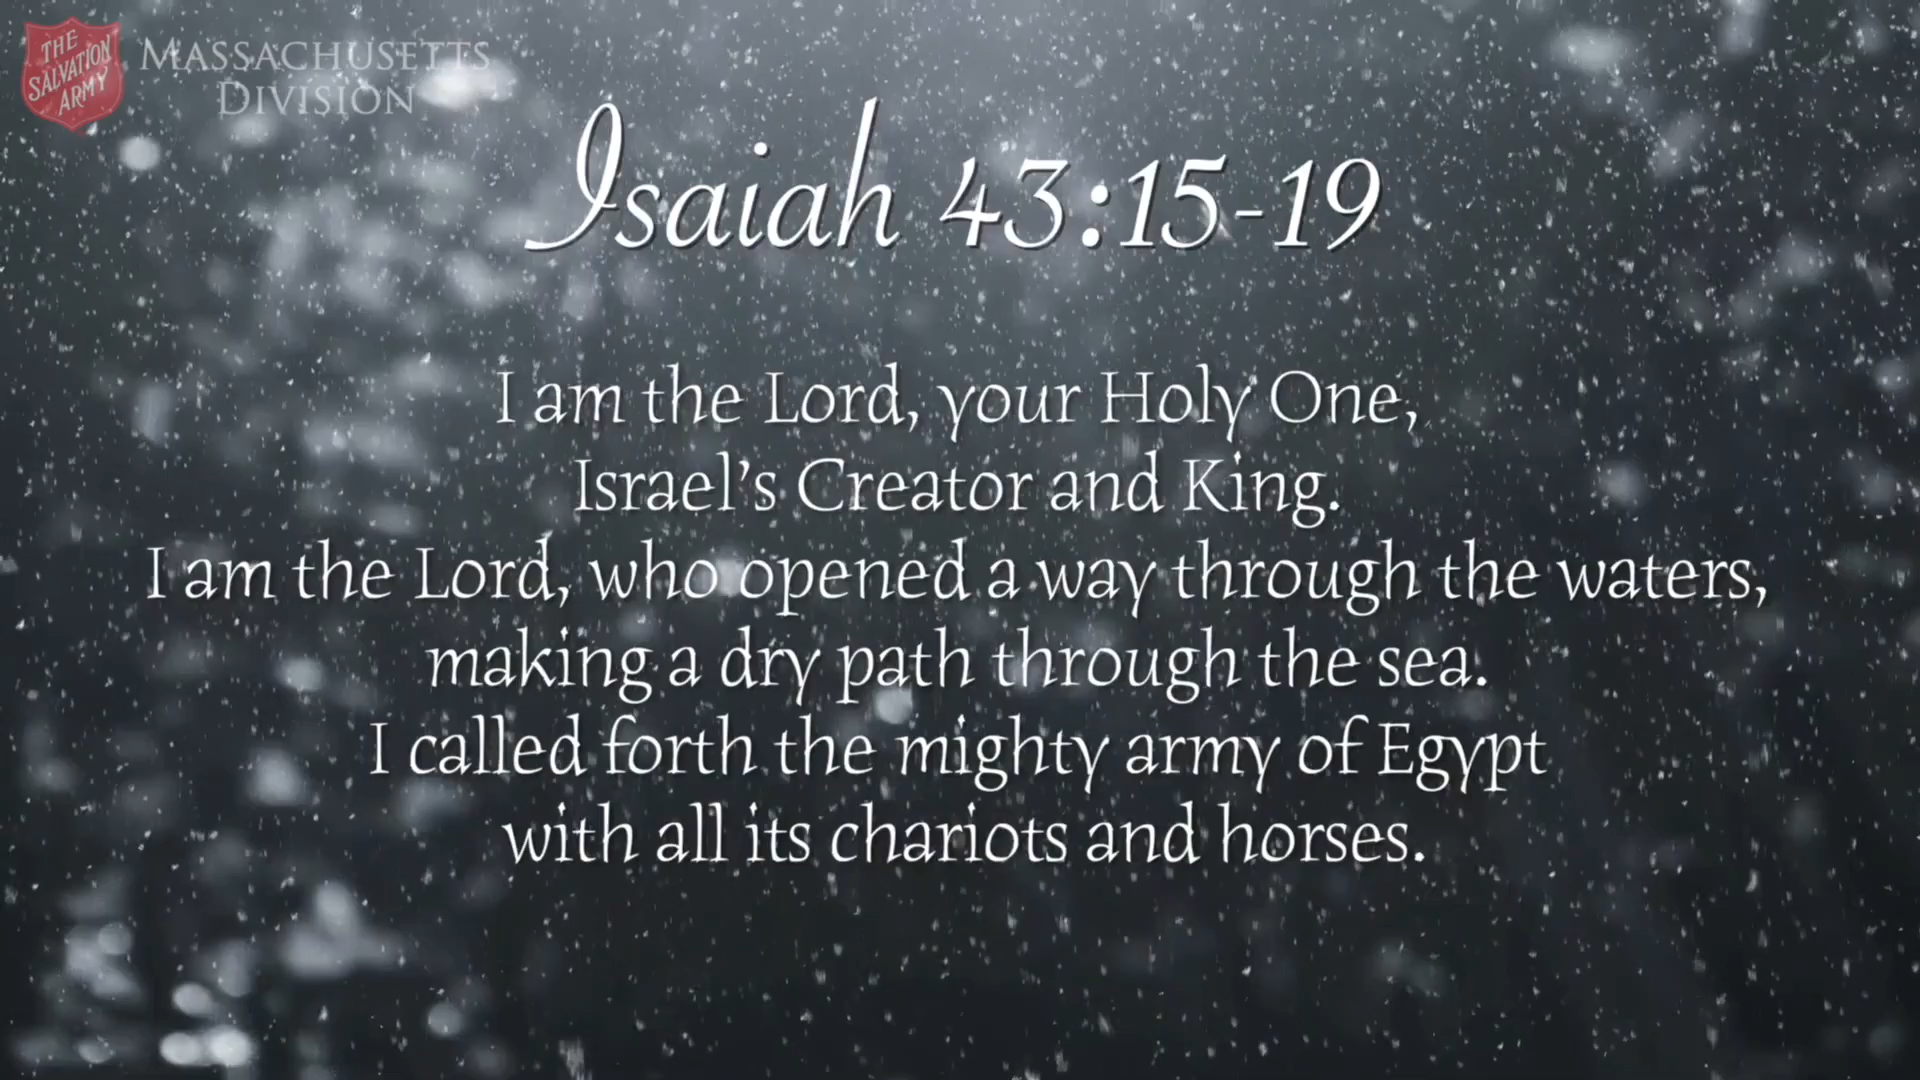 THE
SALVATION
ARMY
MASSACHUSETTS
DIVISION
Isaiah 43:15-19
I am the Lord, your Holy One,
Israel's Creator and King.
I am the Lord, who opened a way through the waters,
making a dry path through the sea.
I called forth the mighty army of Egypt
with all its chariots and horses.